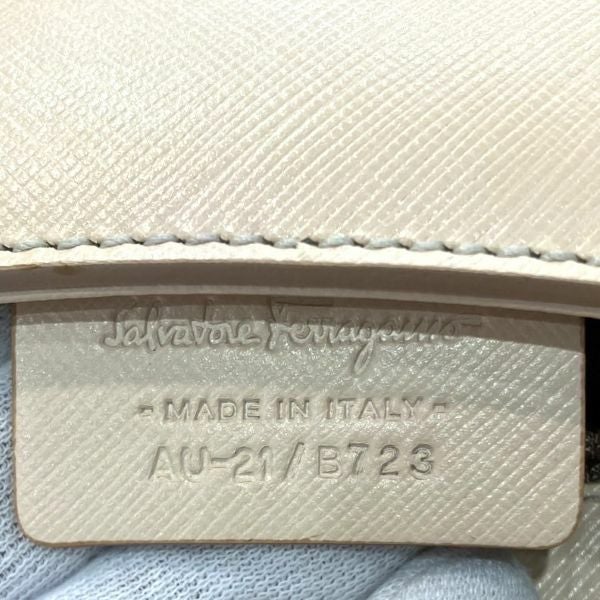 Salvatore Ferragamo
- MADE IN ITALY -
AU-21/B723